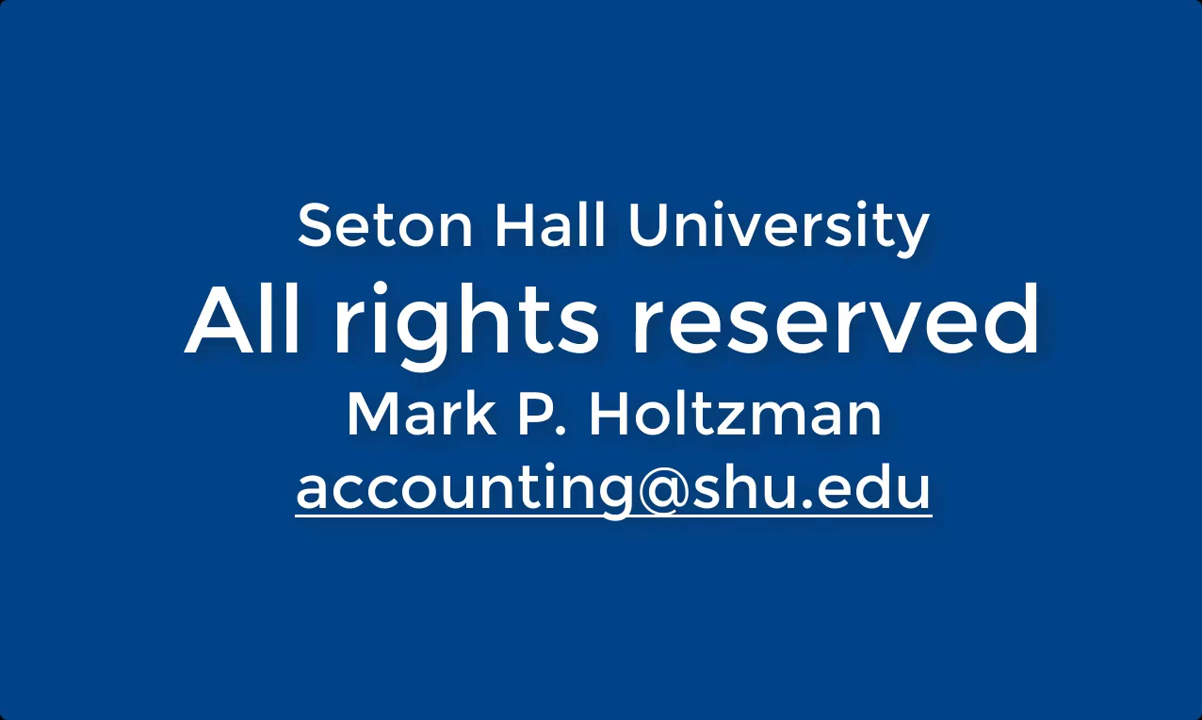 Seton Hall University
All rights reserved
Mark P. Holtzman
accounting@shu.edu